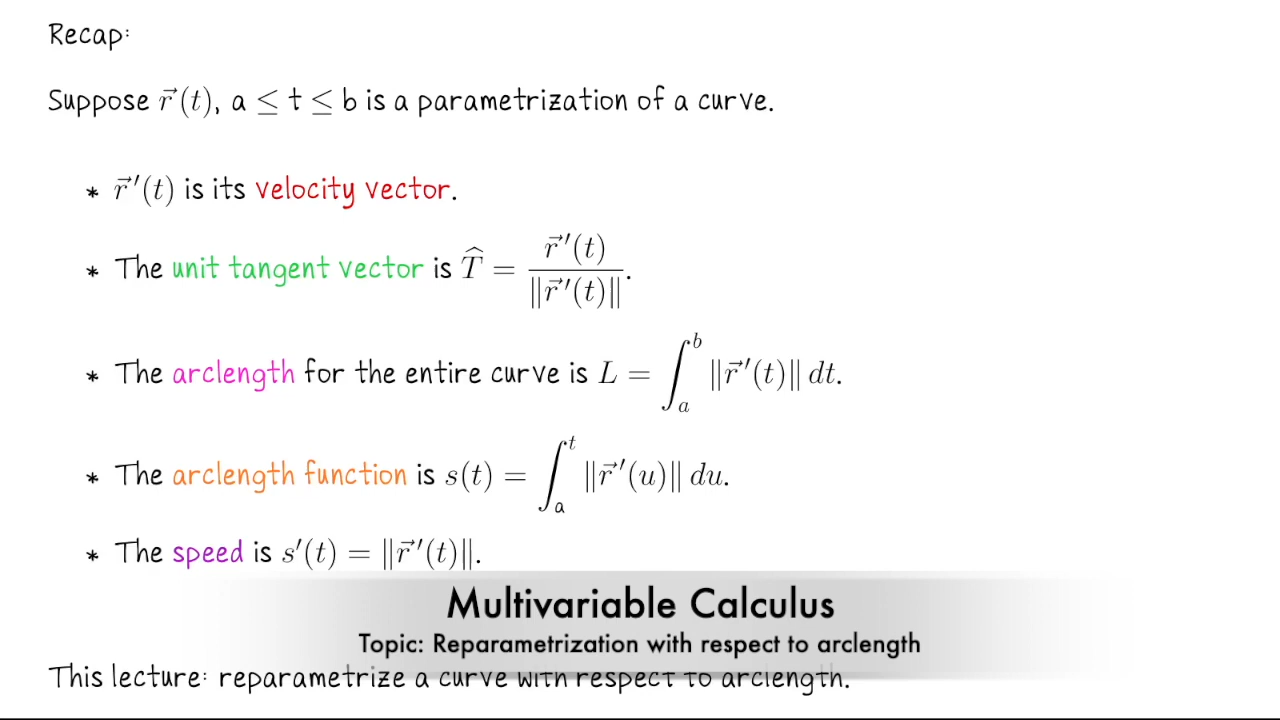 Recap:
Suppose r⃗(t), a ≤ t ≤ b is a parametrization of a curve.
* r⃗′(t) is its velocity vector.
* The unit tangent vector is T̂ = r⃗′(t) / ‖r⃗′(t)‖.
* The arclength for the entire curve is L = ∫_a^b ‖r⃗′(t)‖ dt.
* The arclength function is s(t) = ∫_a^t ‖r⃗′(u)‖ du.
* The speed is s′(t) = ‖r⃗′(t)‖.
Multivariable Calculus
Topic: Reparametrization with respect to arclength
This lecture: reparametrize a curve with respect to arclength.